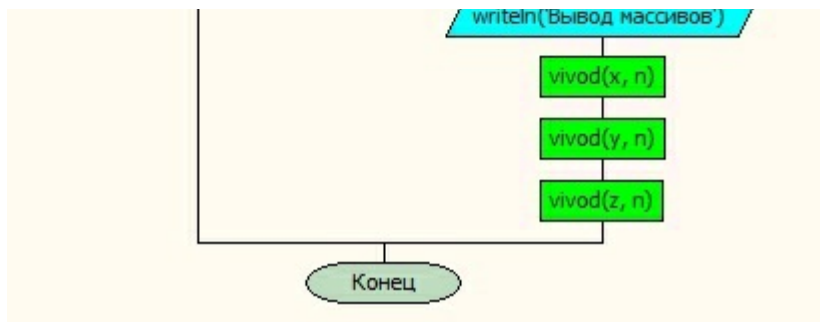 writeln('Вывод массивов')
vivod(x, n)
vivod(y, n)
vivod(z, n)
Конец